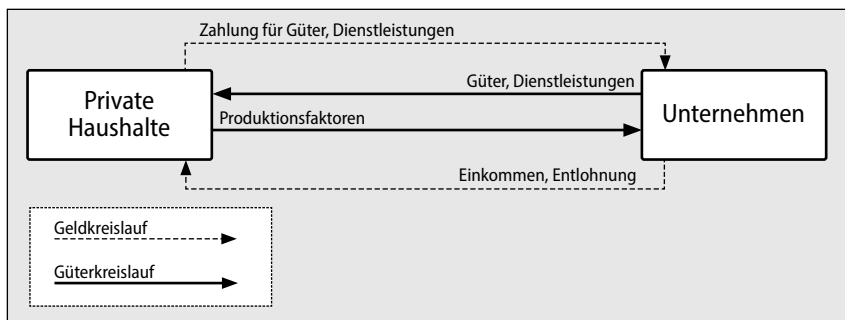 Zahlung für Güter, Dienstleistungen
Private
Haushalte
Güter, Dienstleistungen
Produktionsfaktoren
Unternehmen
Einkommen, Entlohnung
Geldkreislauf
Güterkreislauf